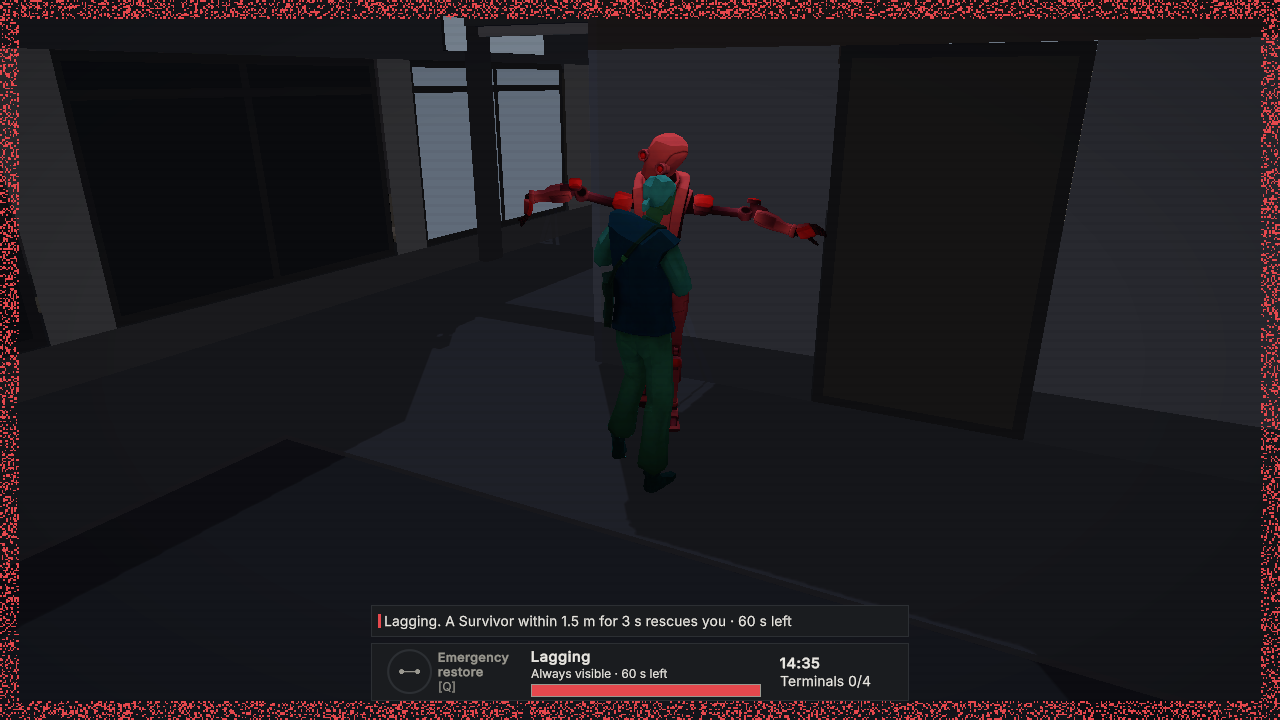 Lagging. A Survivor within 1.5 m for 3 s rescues you · 60 s left
Emergency
restore
[Q]
Lagging
Always visible · 60 s left
14:35
Terminals 0/4